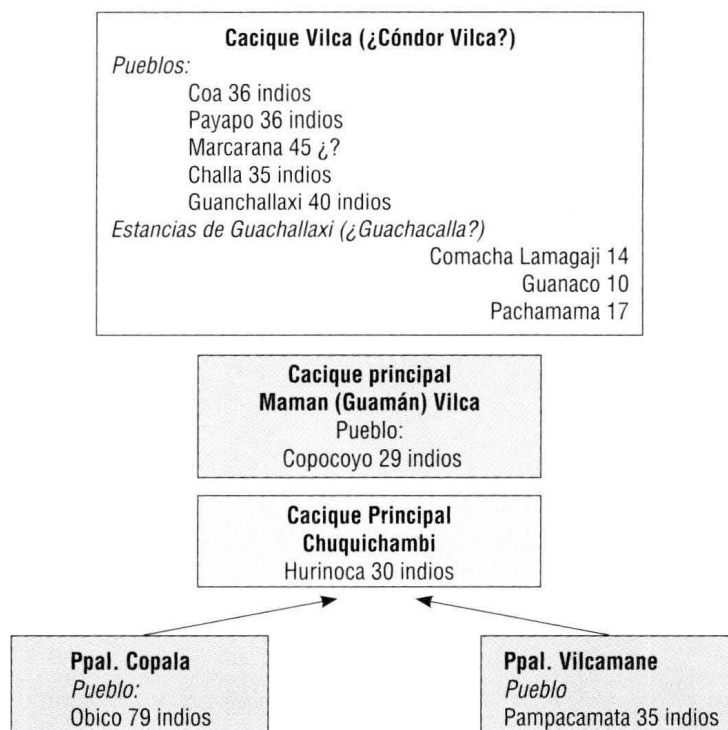 Cacique Vilca (¿Cóndor Vilca?)
Pueblos:
Coa 36 indios
Payapo 36 indios
Marcarana 45 ¿?
Challa 35 indios
Guanchallaxi 40 indios
Estancias de Guachallaxi (¿Guachacalla?)
Comacha Lamagaji 14
Guanaco 10
Pachamama 17
Cacique principal
Maman (Guamán) Vilca
Pueblo:
Copocoyo 29 indios
Cacique Principal
Chuquichambi
Hurinoca 30 indios
Ppal. Copala
Pueblo:
Obico 79 indios
Ppal. Vilcamane
Pueblo
Pampacamata 35 indios